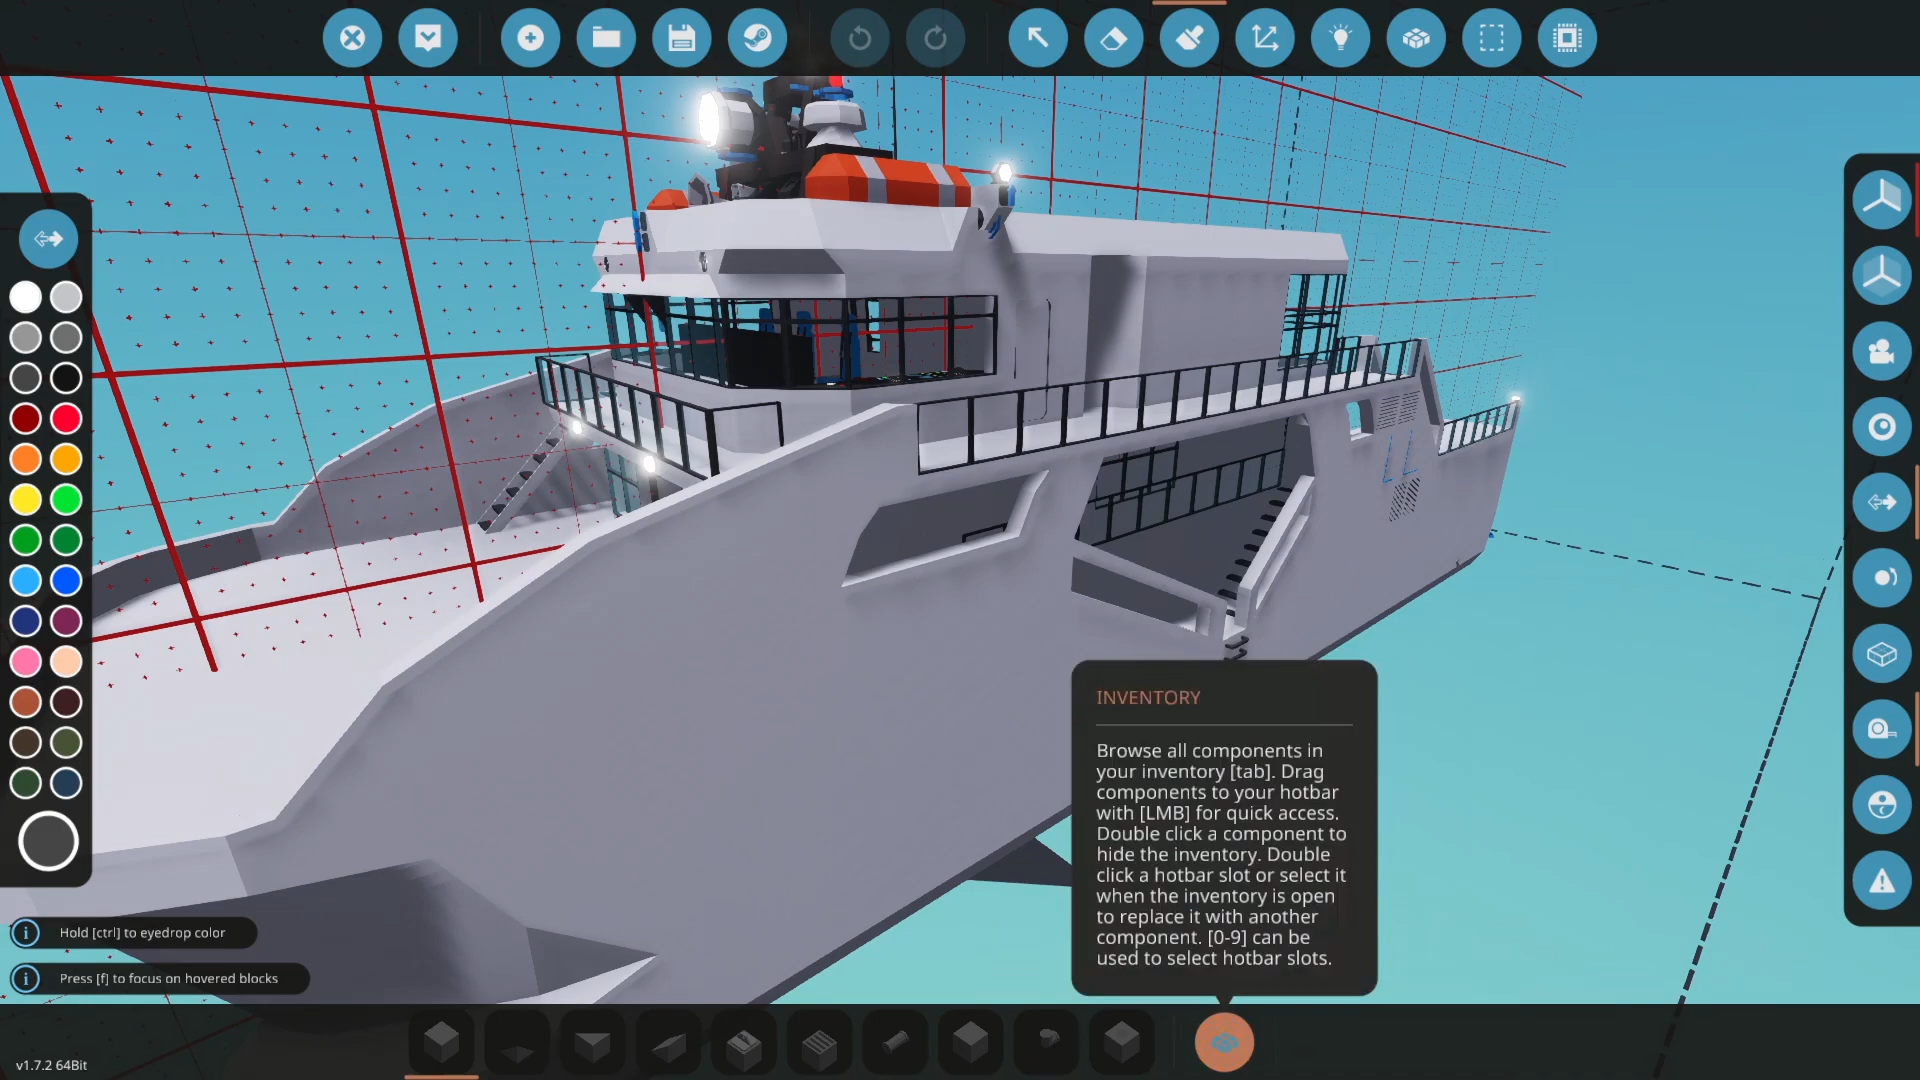 INVENTORY
Browse all components in
your inventory [tab]. Drag
components to your hotbar
with [LMB] for quick access.
Double click a component to
hide the inventory. Double
click a hotbar slot or select it
when the inventory is open
to replace it with another
component. [0-9] can be
used to select hotbar slots.
Hold [ctrl] to eyedrop color
Press [f] to focus on hovered blocks
v1.7.2 64Bit